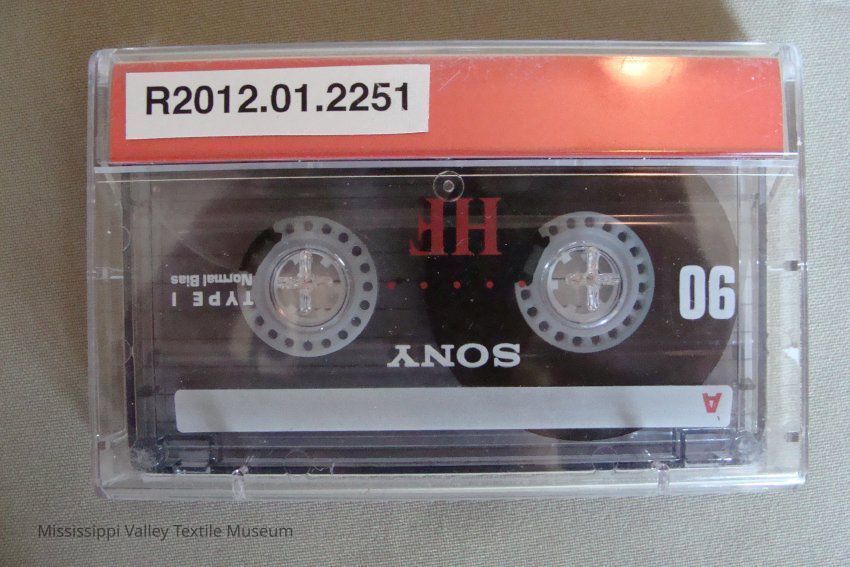 R2012.01.2251
HF
TYPE I
Normal Bias
90
SONY
A
Mississippi Valley Textile Museum